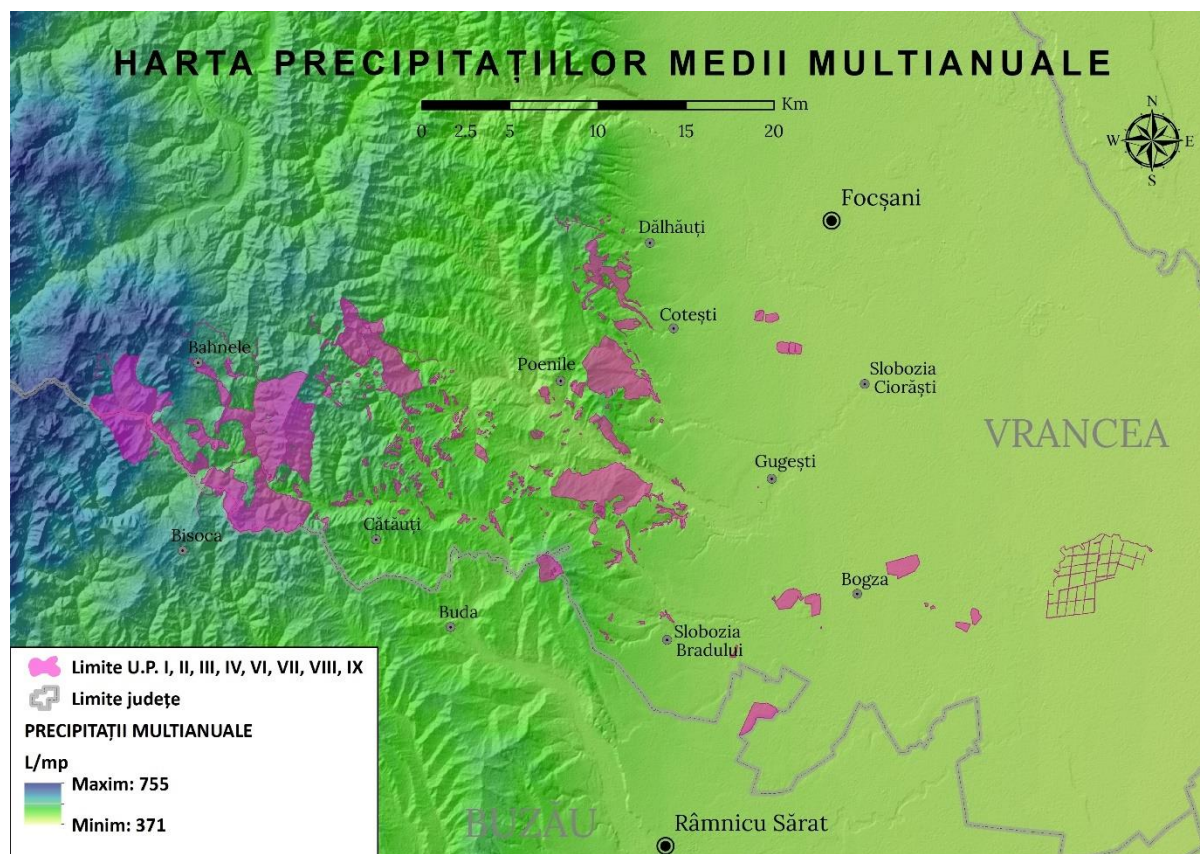 HARTA PRECIPITAȚIILOR MEDII MULTIANUALE
Km
0 2.5 5 10 15 20
N
W E
S
Focșani
Dălhăuți
Cotești
Bahnele
Poenile
Slobozia
Ciorăști
VRANCEA
Gugești
Cătăuți
Bisoca
Bogza
Buda
Slobozia
Bradului
Limite U.P. I, II, III, IV, VI, VII, VIII, IX
Limite județe
PRECIPITAȚII MULTIANUALE
L/mp
Maxim: 755
Minim: 371
BUZĂU
Râmnicu Sărat